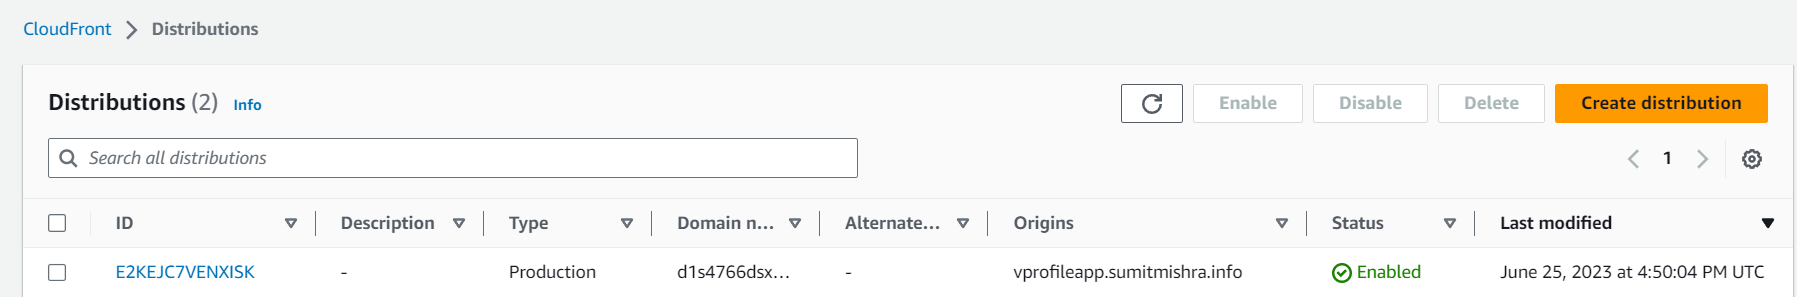 CloudFront > Distributions
Distributions (2) Info
Enable Disable Delete Create distribution
Search all distributions
1
ID Description Type Domain n... Alternate... Origins Status Last modified
E2KEJC7VENXISK - Production d1s4766dsx... - vprofileapp.sumitmishra.info Enabled June 25, 2023 at 4:50:04 PM UTC